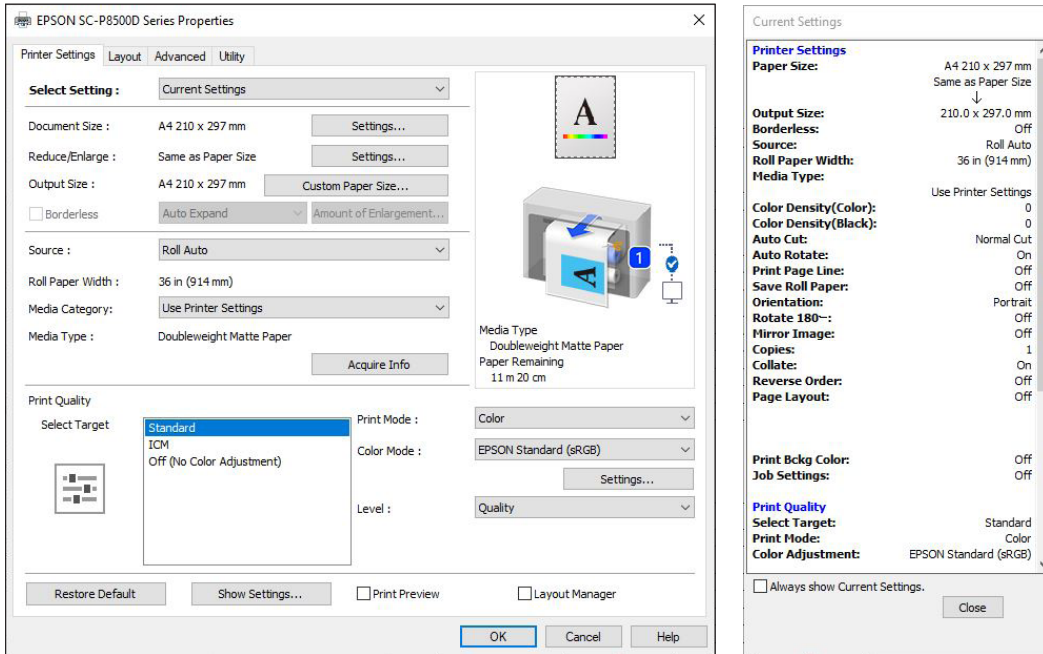 EPSON SC-P8500D Series Properties
Printer Settings Layout Advanced Utility
Select Setting : Current Settings
Document Size : A4 210 x 297 mm Settings...
Reduce/Enlarge : Same as Paper Size Settings...
Output Size : A4 210 x 297 mm Custom Paper Size...
Borderless Auto Expand Amount of Enlargement...
Source : Roll Auto
Roll Paper Width : 36 in (914 mm)
Media Category: Use Printer Settings
Media Type : Doubleweight Matte Paper
Acquire Info
A
A
1
Media Type
Doubleweight Matte Paper
Paper Remaining
11 m 20 cm
Print Quality
Select Target
Standard
ICM
Off (No Color Adjustment)
Print Mode : Color
Color Mode : EPSON Standard (sRGB)
Settings...
Level : Quality
Restore Default Show Settings... Print Preview Layout Manager
OK Cancel Help
Current Settings
Printer Settings
Paper Size: A4 210 x 297 mm
Same as Paper Size
↓
Output Size: 210.0 x 297.0 mm
Borderless: Off
Source: Roll Auto
Roll Paper Width: 36 in (914 mm)
Media Type:
Use Printer Settings
Color Density(Color): 0
Color Density(Black): 0
Auto Cut: Normal Cut
Auto Rotate: On
Print Page Line: Off
Save Roll Paper: Off
Orientation: Portrait
Rotate 180~: Off
Mirror Image: Off
Copies: 1
Collate: On
Reverse Order: Off
Page Layout: Off
Print Bckg Color: Off
Job Settings: Off
Print Quality
Select Target: Standard
Print Mode: Color
Color Adjustment: EPSON Standard (sRGB)
Always show Current Settings.
Close